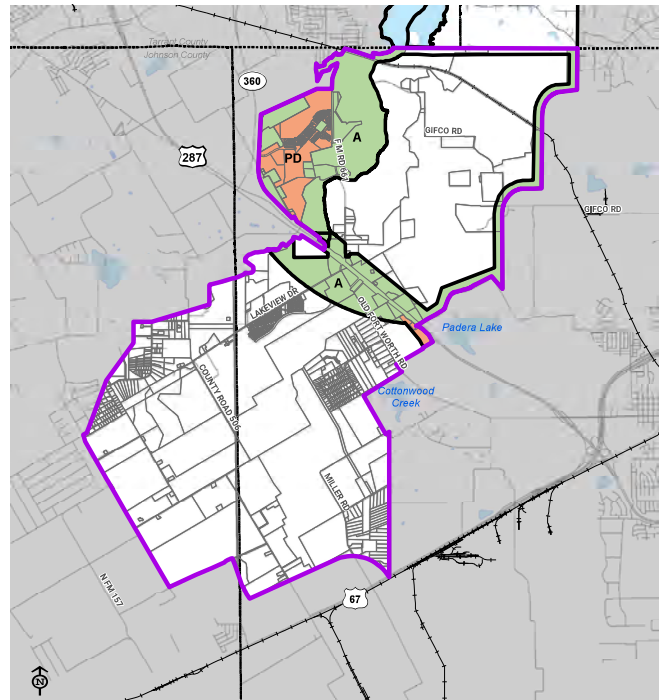 Tarrant County
Johnson County
360
A
GIFCO RD
F M RD 661
287
PD
GIFCO RD
A
LAKEVIEW DR
OLD FORT WORTH RD
Padera Lake
COUNTY ROAD 506
Cottonwood
Creek
MILLER RD
N FM 157
67
N